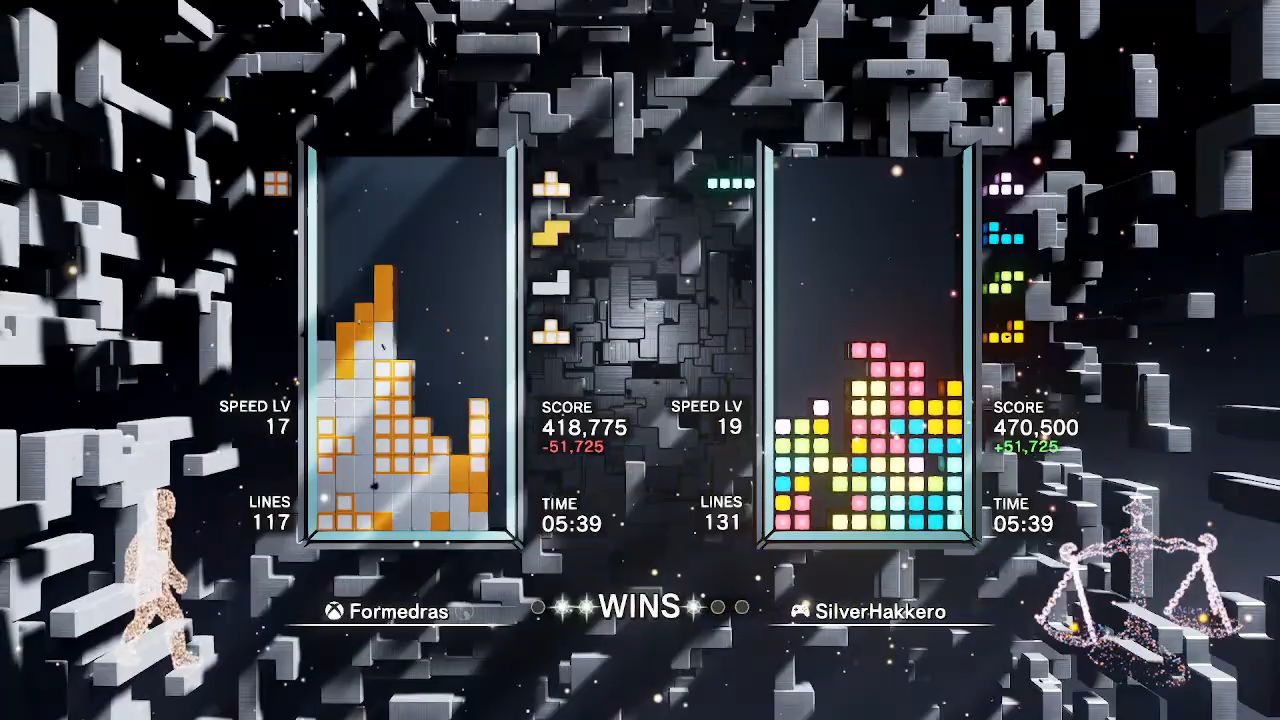 SPEED LV
17
SCORE
418,775
-51,725
LINES
117
TIME
05:39
SPEED LV
19
SCORE
470,500
+51,725
LINES
131
TIME
05:39
Formedras
WINS
SilverHakkero